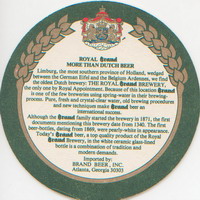 ROYAL Brand
MORE THAN DUTCH BEER
Limburg, the most southern province of Holland, wedged
between the German Eifel and the Belgium Ardennes, we find
the oldest Dutch brewery: THE ROYAL Brand BREWERY,
the only one by Royal Appointment. Because of this location Brand
is one of the few breweries using spring-water in their brewing-
process. Pure, fresh and crystal-clear water, old brewing procedures
and new techniques make Brand beer an
international success.
Although the Brand family started the brewery in 1871, the first
documents mentioning this brewery date from 1340. The first
beer-bottles, dating from 1869, were pearly-white in appearance.
Today's Brand beer, a top quality product of the Royal
Brand Brewery, in the white ceramic glass-lined
bottle is a combination of tradition and
modern demands.
Imported by:
BRAND BEER, INC.
Atlanta, Georgia 30303